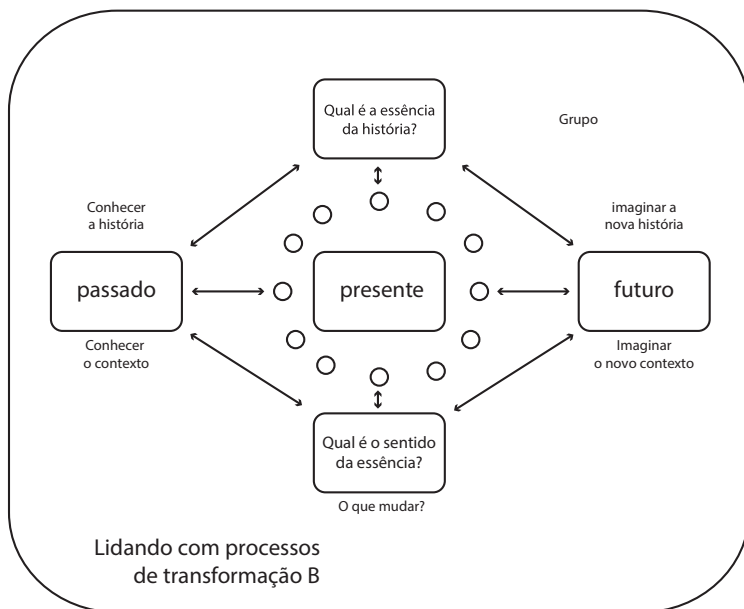 Qual é a essência
da história?
Grupo
Conhecer
a história
imaginar a
nova história
passado
presente
futuro
Conhecer
o contexto
Imaginar
o novo contexto
Qual é o sentido
da essência?
O que mudar?
Lidando com processos
de transformação B